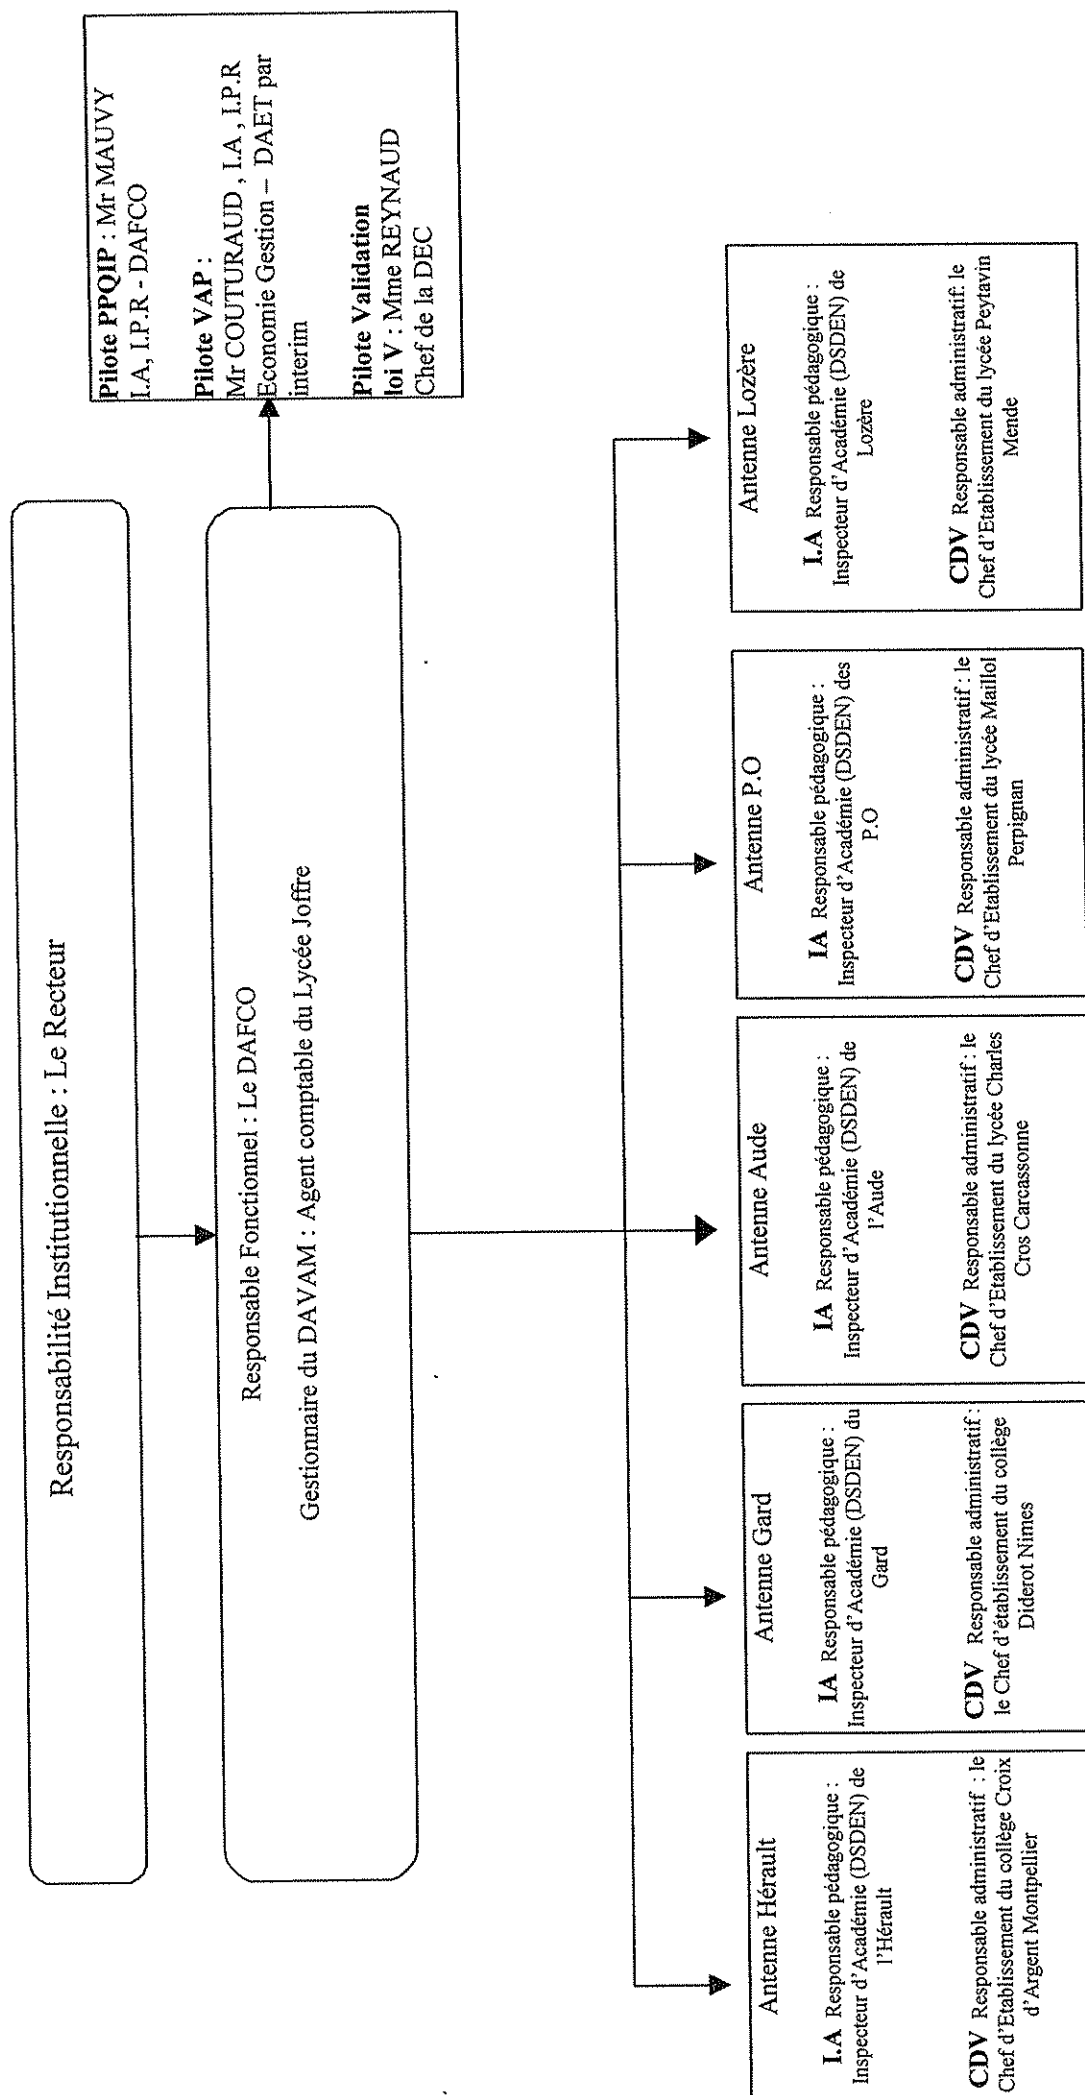 Responsabilité Institutionnelle : Le Recteur
Responsable Fonctionnel : Le DAFCO
Gestionnaire du DAVAM : Agent comptable du Lycée Joffre
Pilote PPQIP : Mr MAUVY
I.A, I.P.R - DAFCO
Pilote VAP :
Mr COUTURAUD , I.A , I.P.R
Economie Gestion – DAET par
interim
Pilote Validation
loi V : Mme REYNAUD
Chef de la DEC
Antenne Hérault
I.A Responsable pédagogique :
Inspecteur d'Académie (DSDEN) de
l'Hérault
CDV Responsable administratif : le
Chef d'Etablissement du collège Croix
d'Argent Montpellier
Antenne Gard
IA Responsable pédagogique :
Inspecteur d'Académie (DSDEN) du
Gard
CDV Responsable administratif :
le Chef d'établissement du collège
Diderot Nimes
Antenne Aude
IA Responsable pédagogique :
Inspecteur d'Académie (DSDEN) de
l'Aude
CDV Responsable administratif : le
Chef d'Etablissement du lycée Charles
Cros Carcassonne
Antenne P.O
IA Responsable pédagogique :
Inspecteur d'Académie (DSDEN) des
P.O
CDV Responsable administratif : le
Chef d'Etablissement du lycée Maillol
Perpignan
Antenne Lozère
I.A Responsable pédagogique :
Inspecteur d'Académie (DSDEN) de
Lozère
CDV Responsable administratif: le
Chef d'Etablissement du lycée Peytavin
Mende